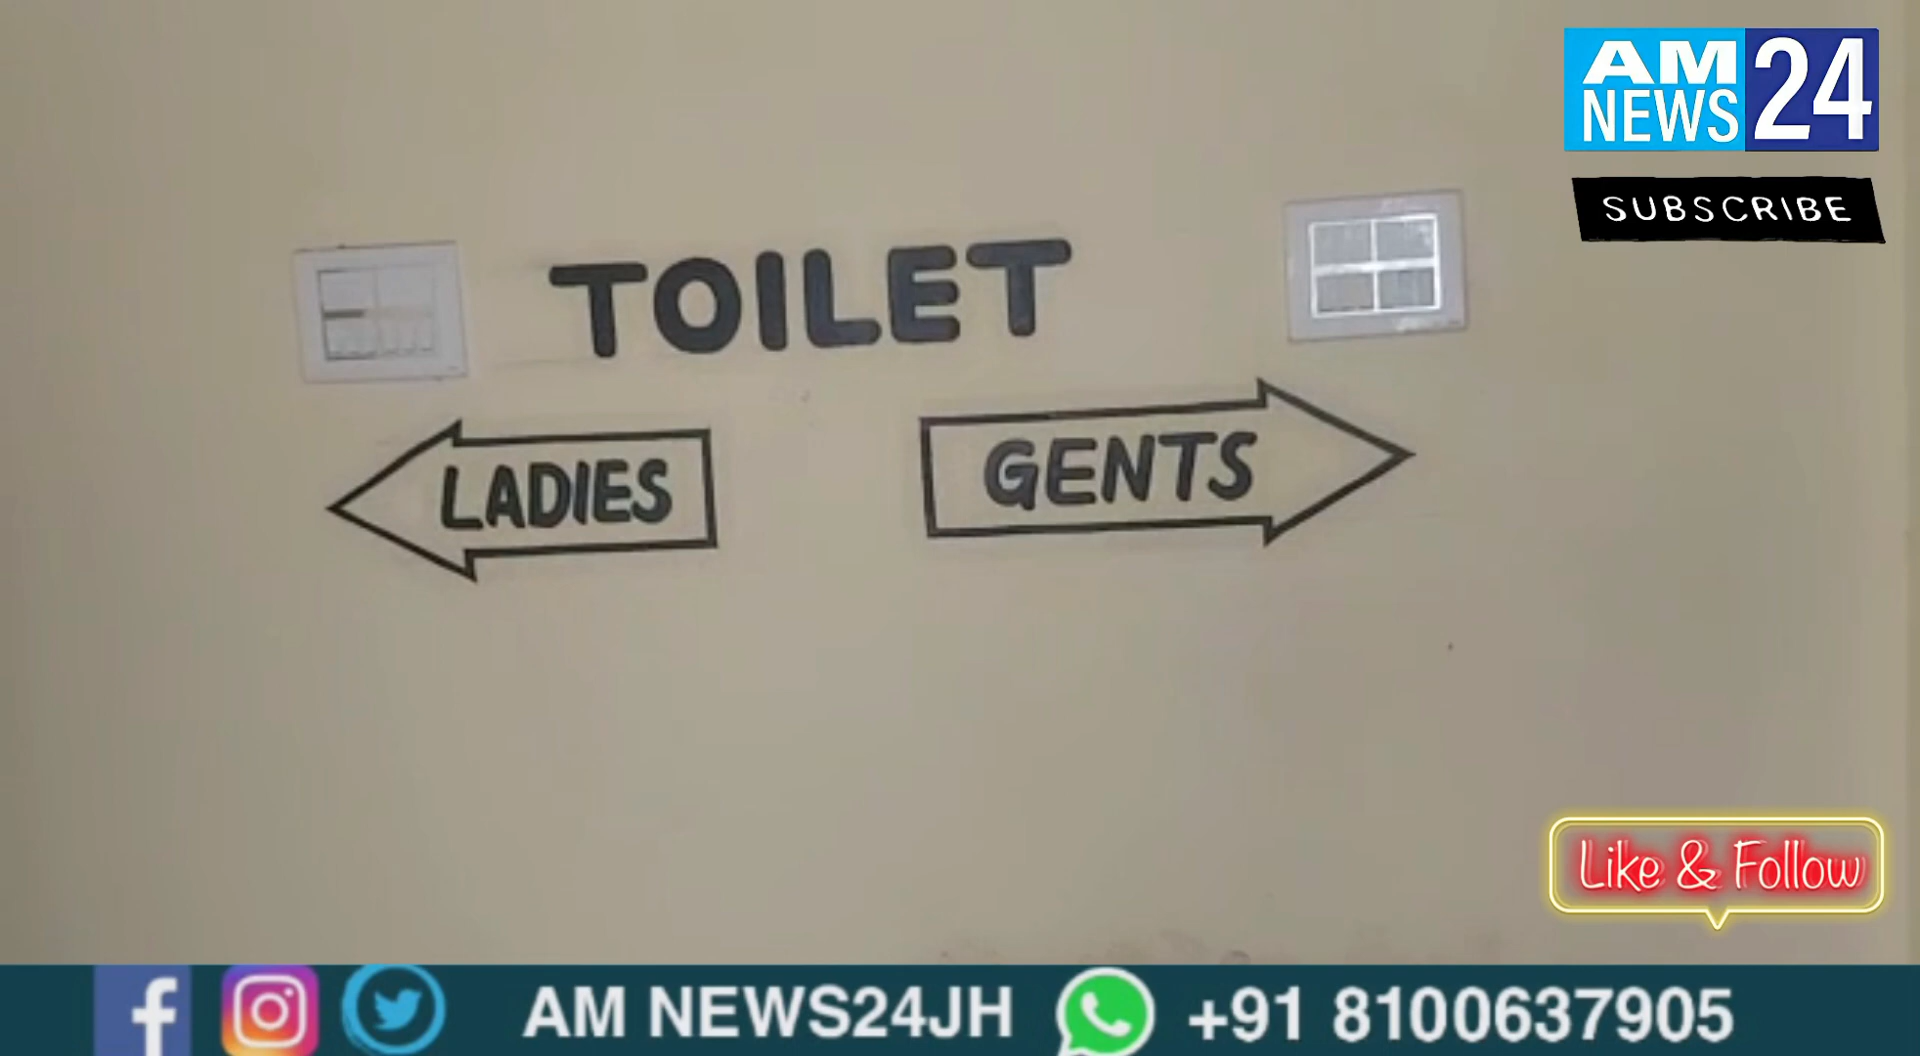 AM
NEWS 24
SUBSCRIBE
TOILET
LADIES
GENTS
Like & Follow
AM NEWS24JH +91 8100637905